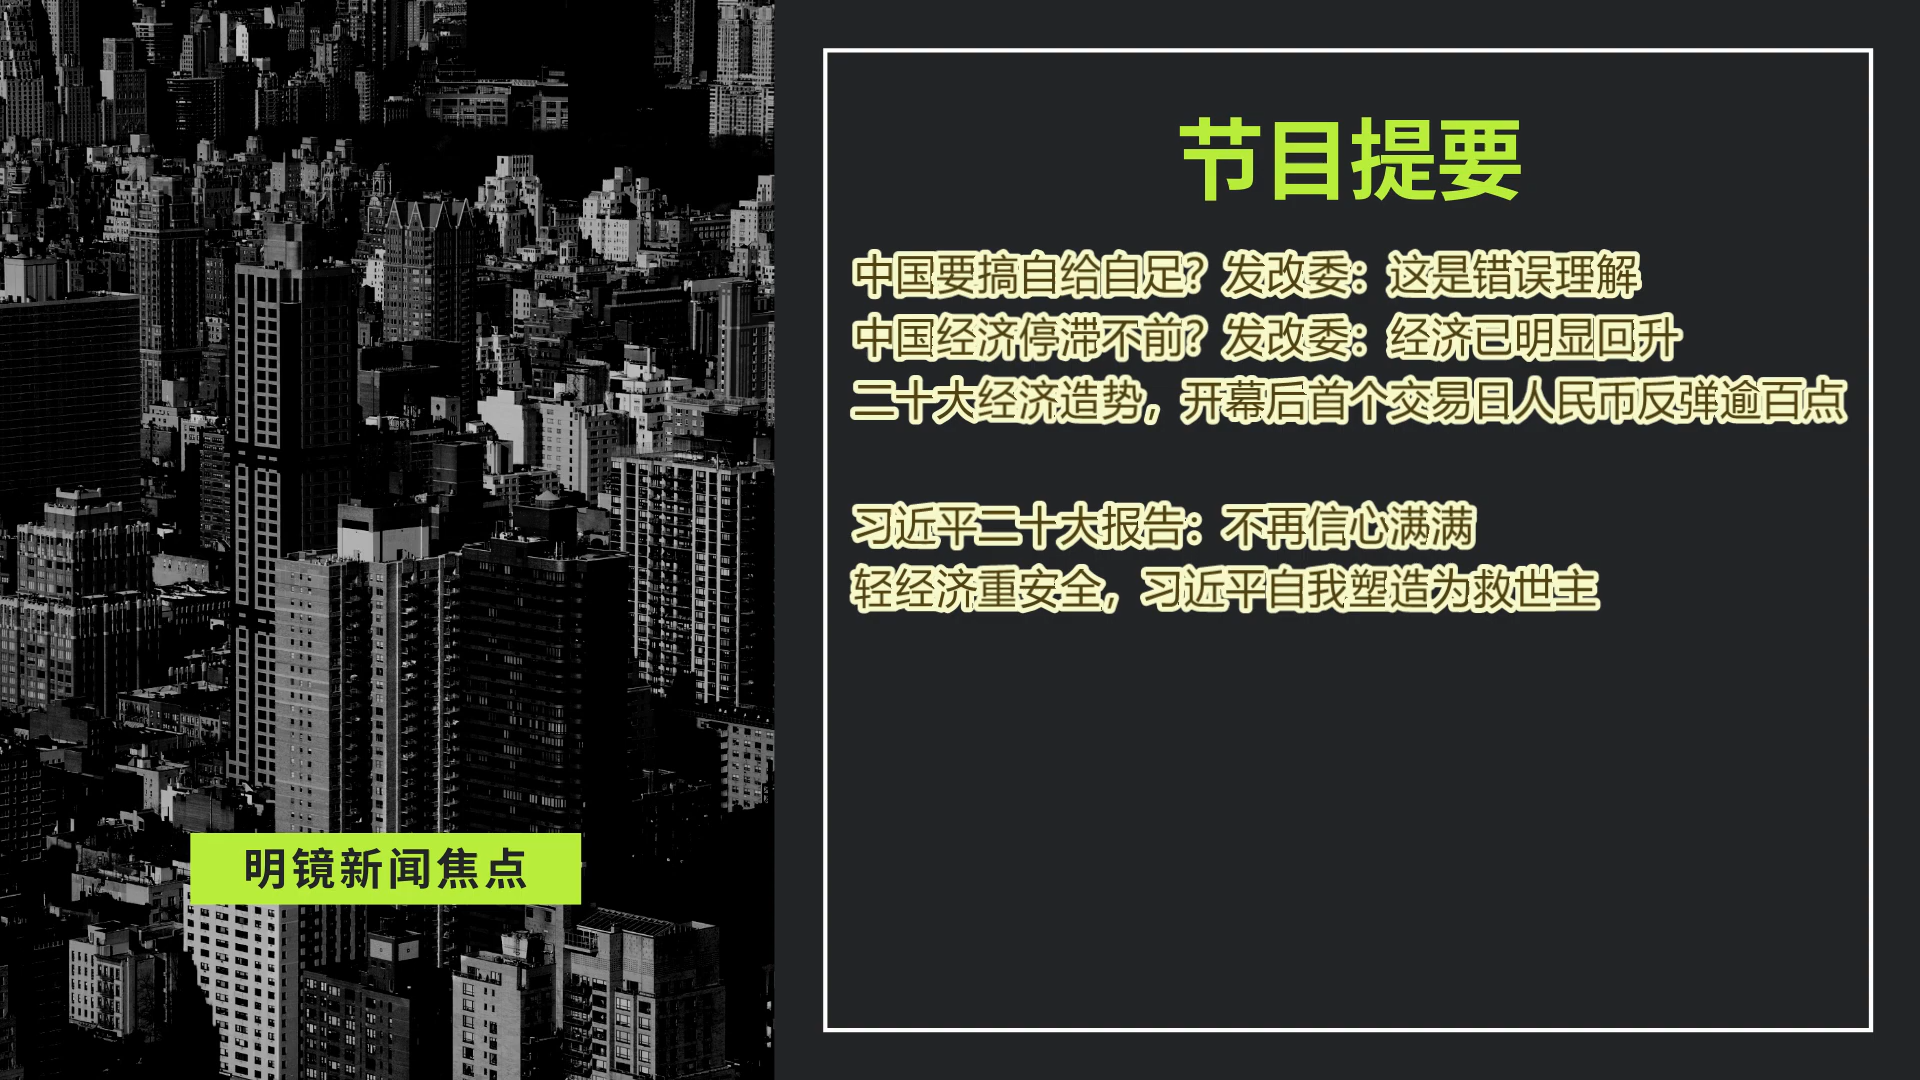 节目提要
中国要搞自给自足？发改委：这是错误理解
中国经济停滞不前？发改委：经济已明显回升
二十大经济造势，开幕后首个交易日人民币反弹逾百点
习近平二十大报告：不再信心满满
轻经济重安全，习近平自我塑造为救世主
明镜新闻焦点